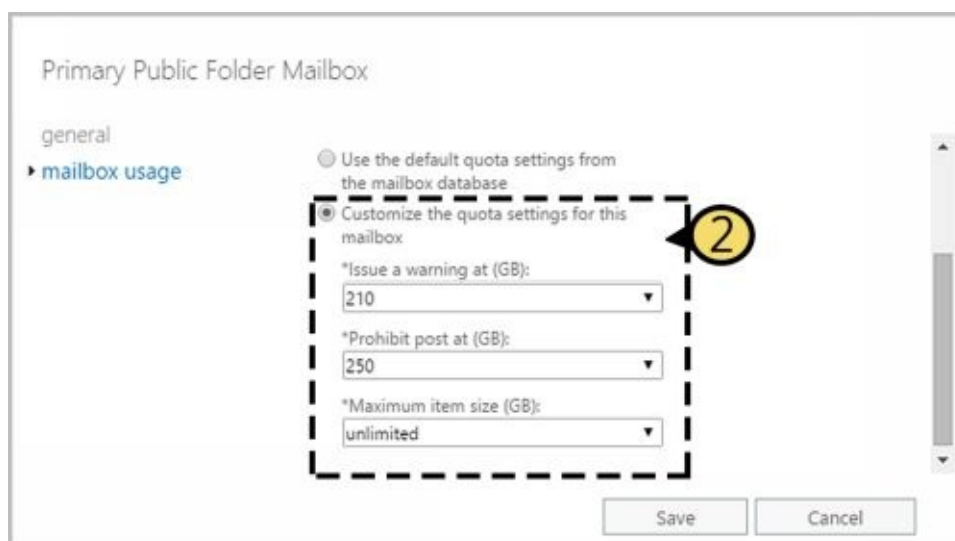 Primary Public Folder Mailbox
general
mailbox usage
Use the default quota settings from
the mailbox database
Customize the quota settings for this
mailbox
2
*Issue a warning at (GB):
210
*Prohibit post at (GB):
250
*Maximum item size (GB):
unlimited
Save
Cancel